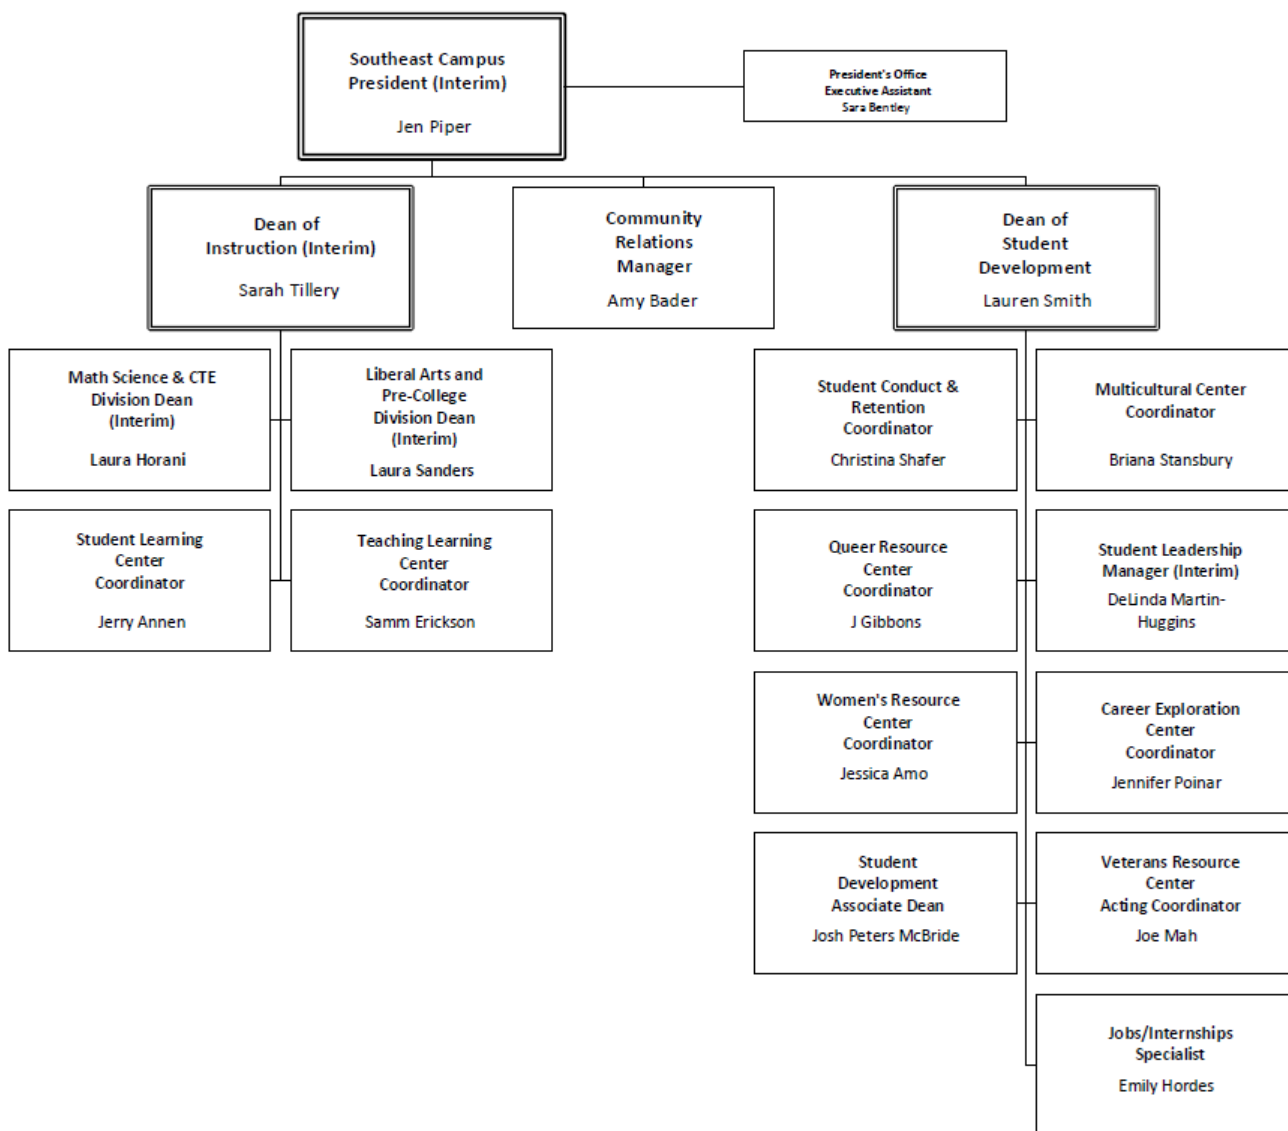 Southeast Campus
President (Interim)
Jen Piper
President's Office
Executive Assistant
Sara Bentley
Dean of
Instruction (Interim)
Sarah Tillery
Community
Relations
Manager
Amy Bader
Dean of
Student
Development
Lauren Smith
Math Science & CTE
Division Dean
(Interim)
Laura Horani
Liberal Arts and
Pre-College
Division Dean
(Interim)
Laura Sanders
Student Conduct &
Retention
Coordinator
Christina Shafer
Multicultural Center
Coordinator
Briana Stansbury
Student Learning
Center
Coordinator
Jerry Annen
Teaching Learning
Center
Coordinator
Samm Erickson
Queer Resource
Center
Coordinator
J Gibbons
Student Leadership
Manager (Interim)
DeLinda Martin-
Huggins
Women's Resource
Center
Coordinator
Jessica Amo
Career Exploration
Center
Coordinator
Jennifer Poinar
Student
Development
Associate Dean
Josh Peters McBride
Veterans Resource
Center
Acting Coordinator
Joe Mah
Jobs/Internships
Specialist
Emily Hordes